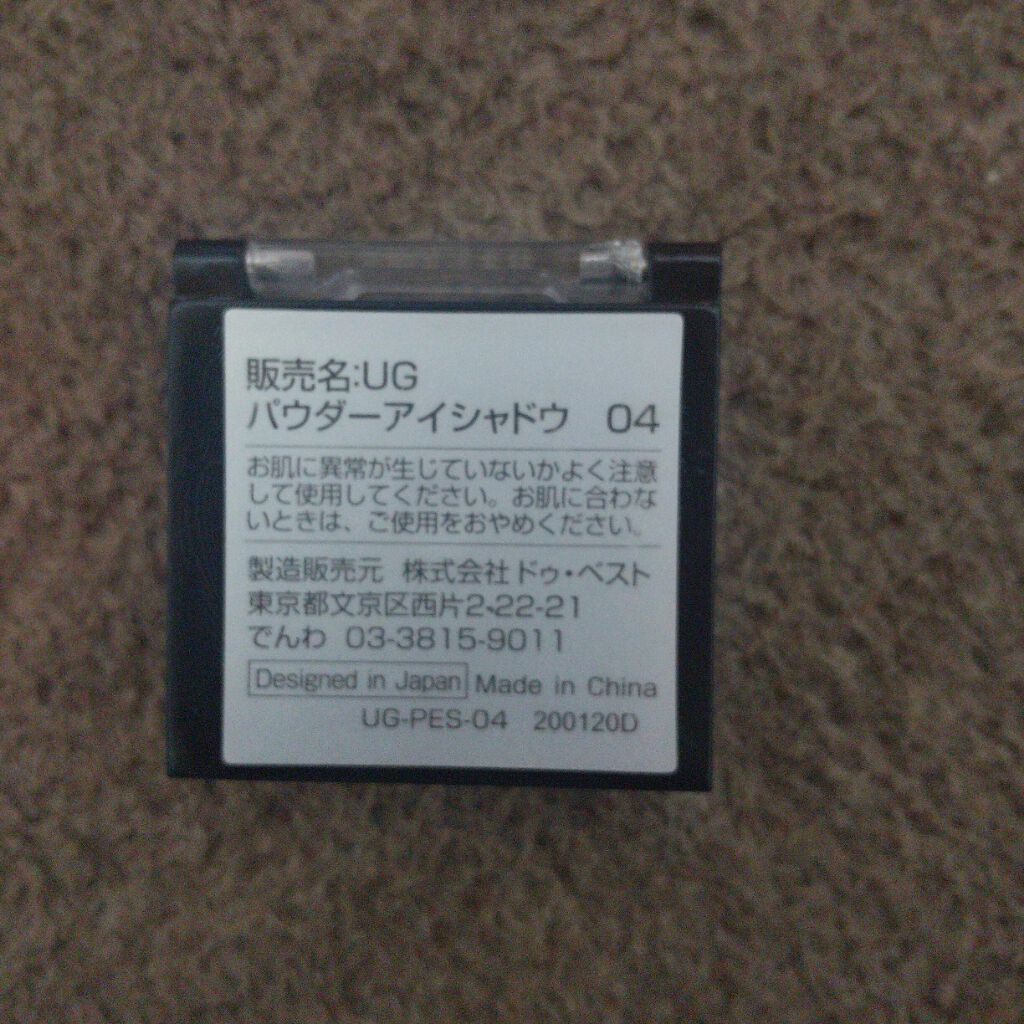 販売名:UG
パウダーアイシャドウ 04
お肌に異常が生じていないかよく注意
して使用してください。お肌に合わな
いときは、ご使用をおやめください。
製造販売元 株式会社ドゥ・ベスト
東京都文京区西片2-22-21
でんわ 03-3815-9011
Designed in Japan Made in China
UG-PES-04 200120D